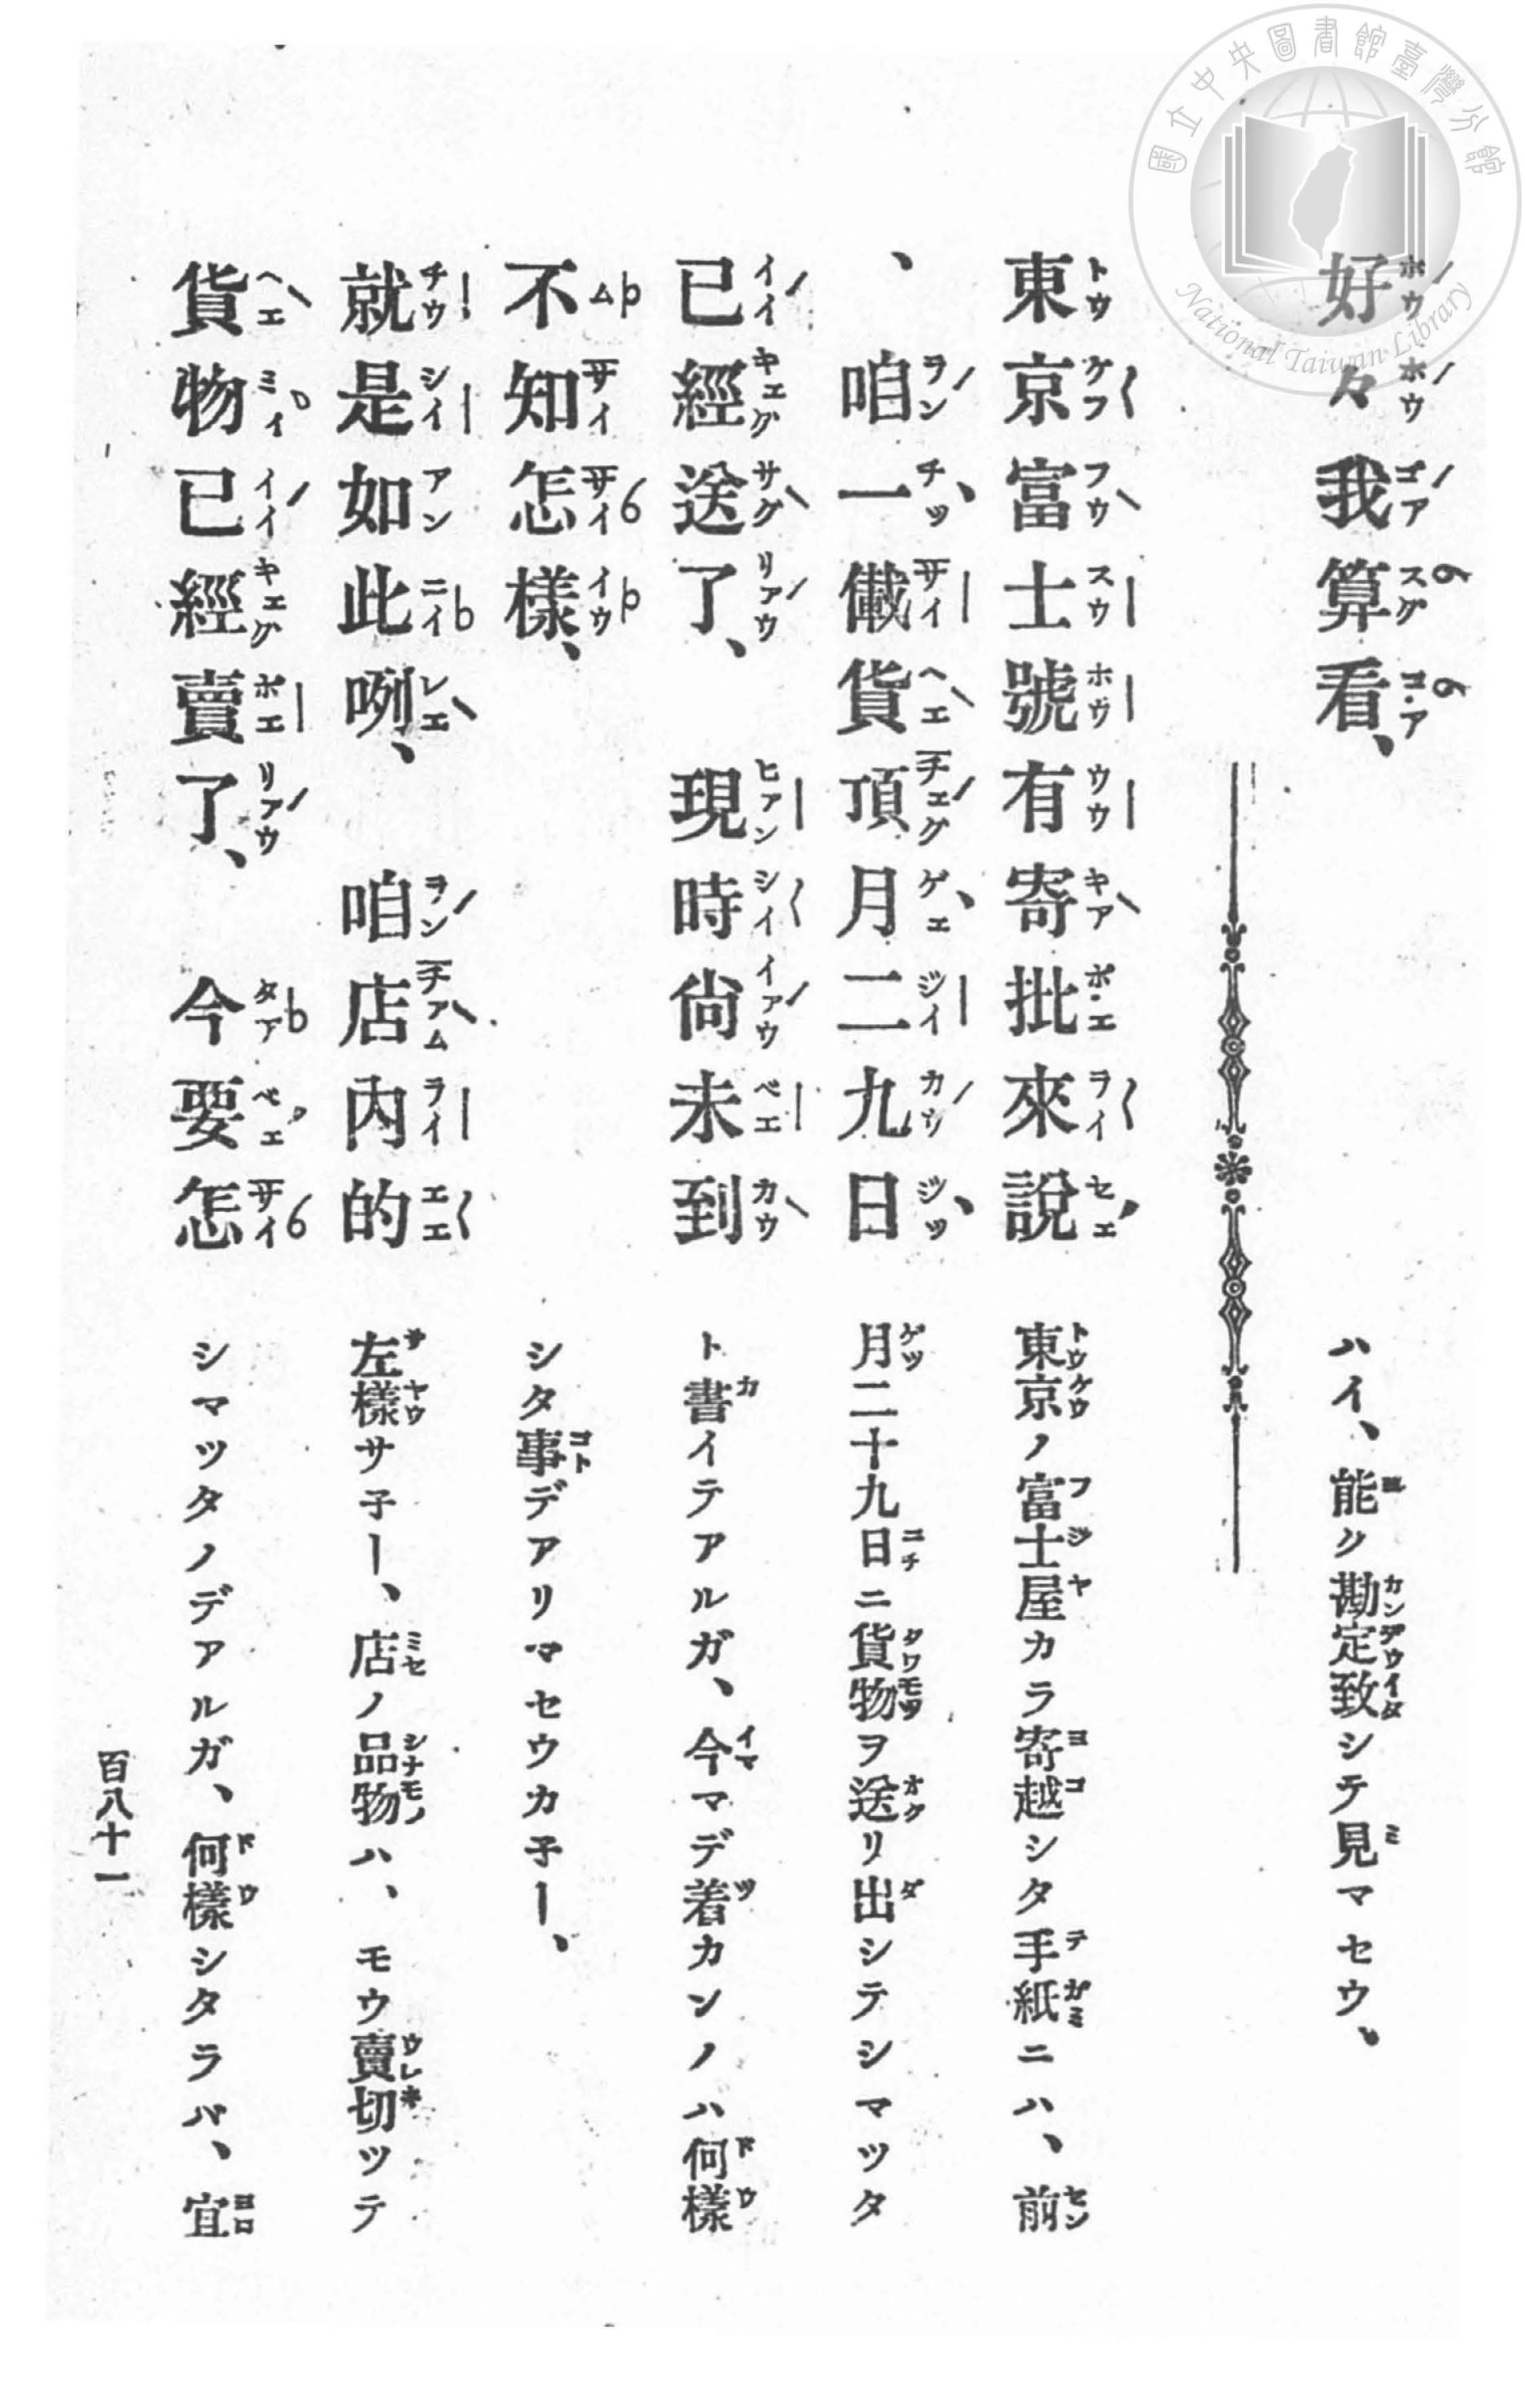 好々我算看、
ハイ、能ク勘定致シテ見マセウ、
東京富士號有寄批來說
、咱一儎貨頂月二九日
已經送了、現時尙未到
不知怎樣、
東京ノ富士屋カラ寄越シタ手紙ニハ、前
月二十九日ニ貨物ヲ送リ出シテシマッタ
ト書イテアルガ、今マデ着カンノハ何樣
シタ事デアリマセウカ子ー、
就是如此咧、咱店內的
貨物已經賣了、今要怎
左樣サ子ー、店ノ品物ハ、モウ賣切ッテ
シマッタノデアルガ、何樣シタラバ、宜
百八十一
國立中央圖書館臺灣分館
National Taiwan Library